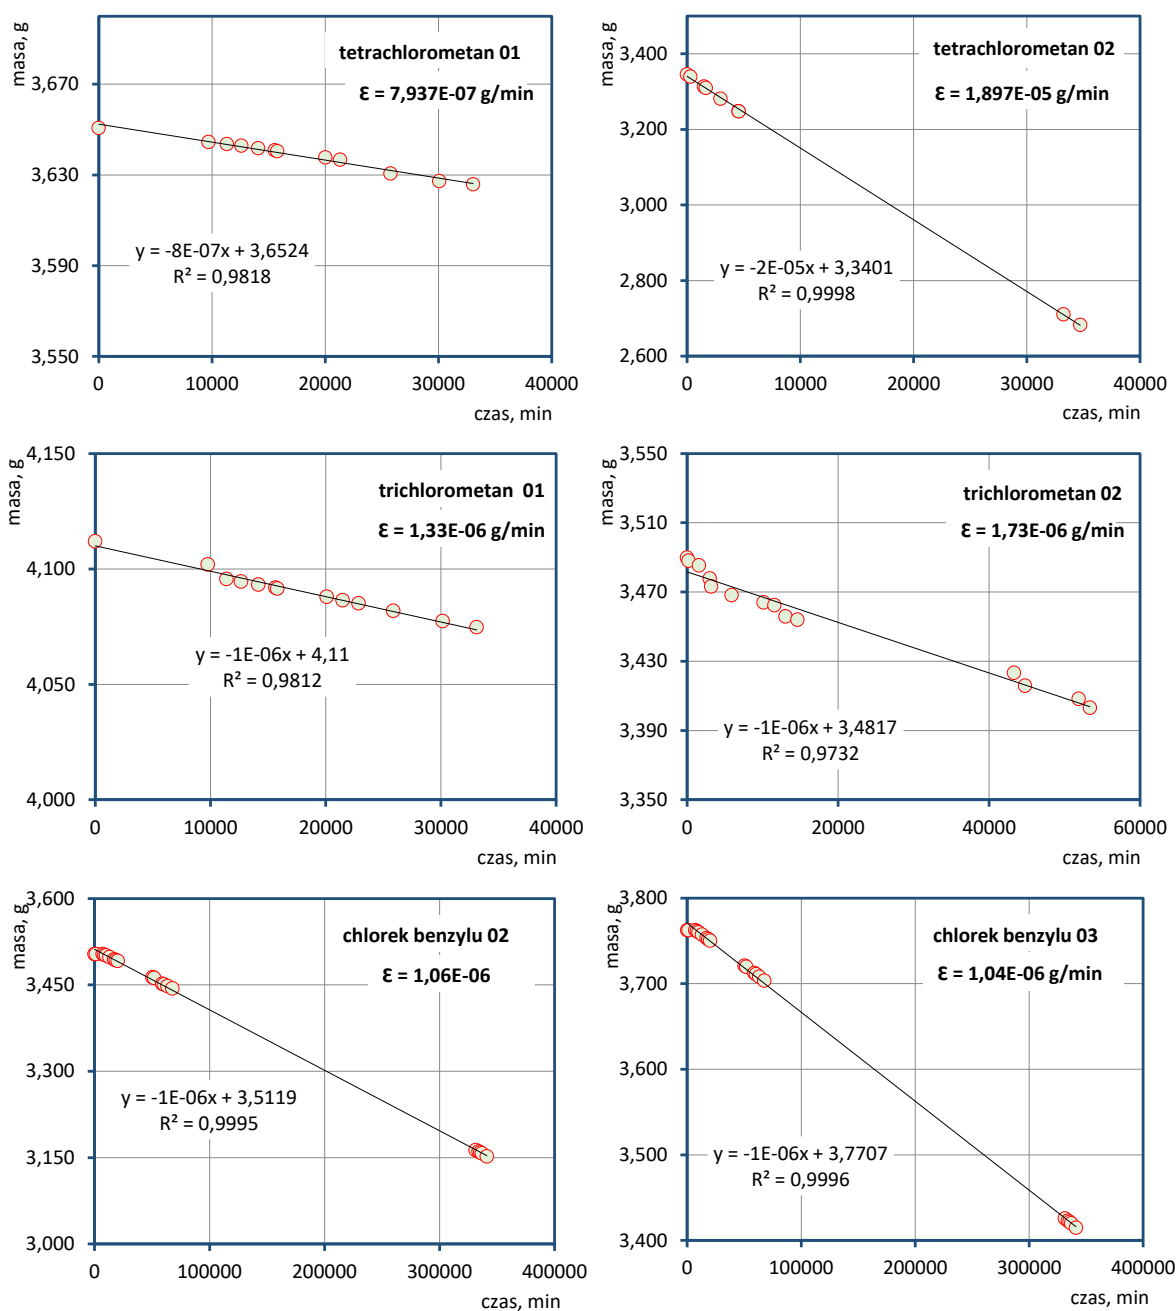 masa, g
tetrachlorometan 01
ε = 7,937E-07 g/min
3,670
3,630
3,590
3,550
y = -8E-07x + 3,6524
R² = 0,9818
0 10000 20000 30000 40000
czas, min
masa, g
tetrachlorometan 02
ε = 1,897E-05 g/min
3,400
3,200
3,000
2,800
2,600
y = -2E-05x + 3,3401
R² = 0,9998
0 10000 20000 30000 40000
czas, min
masa, g
trichlorometan 01
ε = 1,33E-06 g/min
4,150
4,100
4,050
4,000
y = -1E-06x + 4,11
R² = 0,9812
0 10000 20000 30000 40000
czas, min
masa, g
trichlorometan 02
ε = 1,73E-06 g/min
3,550
3,510
3,470
3,430
3,390
3,350
y = -1E-06x + 3,4817
R² = 0,9732
0 20000 40000 60000
czas, min
masa, g
chlorek benzylu 02
ε = 1,06E-06
3,600
3,450
3,300
3,150
3,000
y = -1E-06x + 3,5119
R² = 0,9995
0 100000 200000 300000 400000
czas, min
masa, g
chlorek benzylu 03
ε = 1,04E-06 g/min
3,800
3,700
3,600
3,500
3,400
y = -1E-06x + 3,7707
R² = 0,9996
0 100000 200000 300000 400000
czas, min